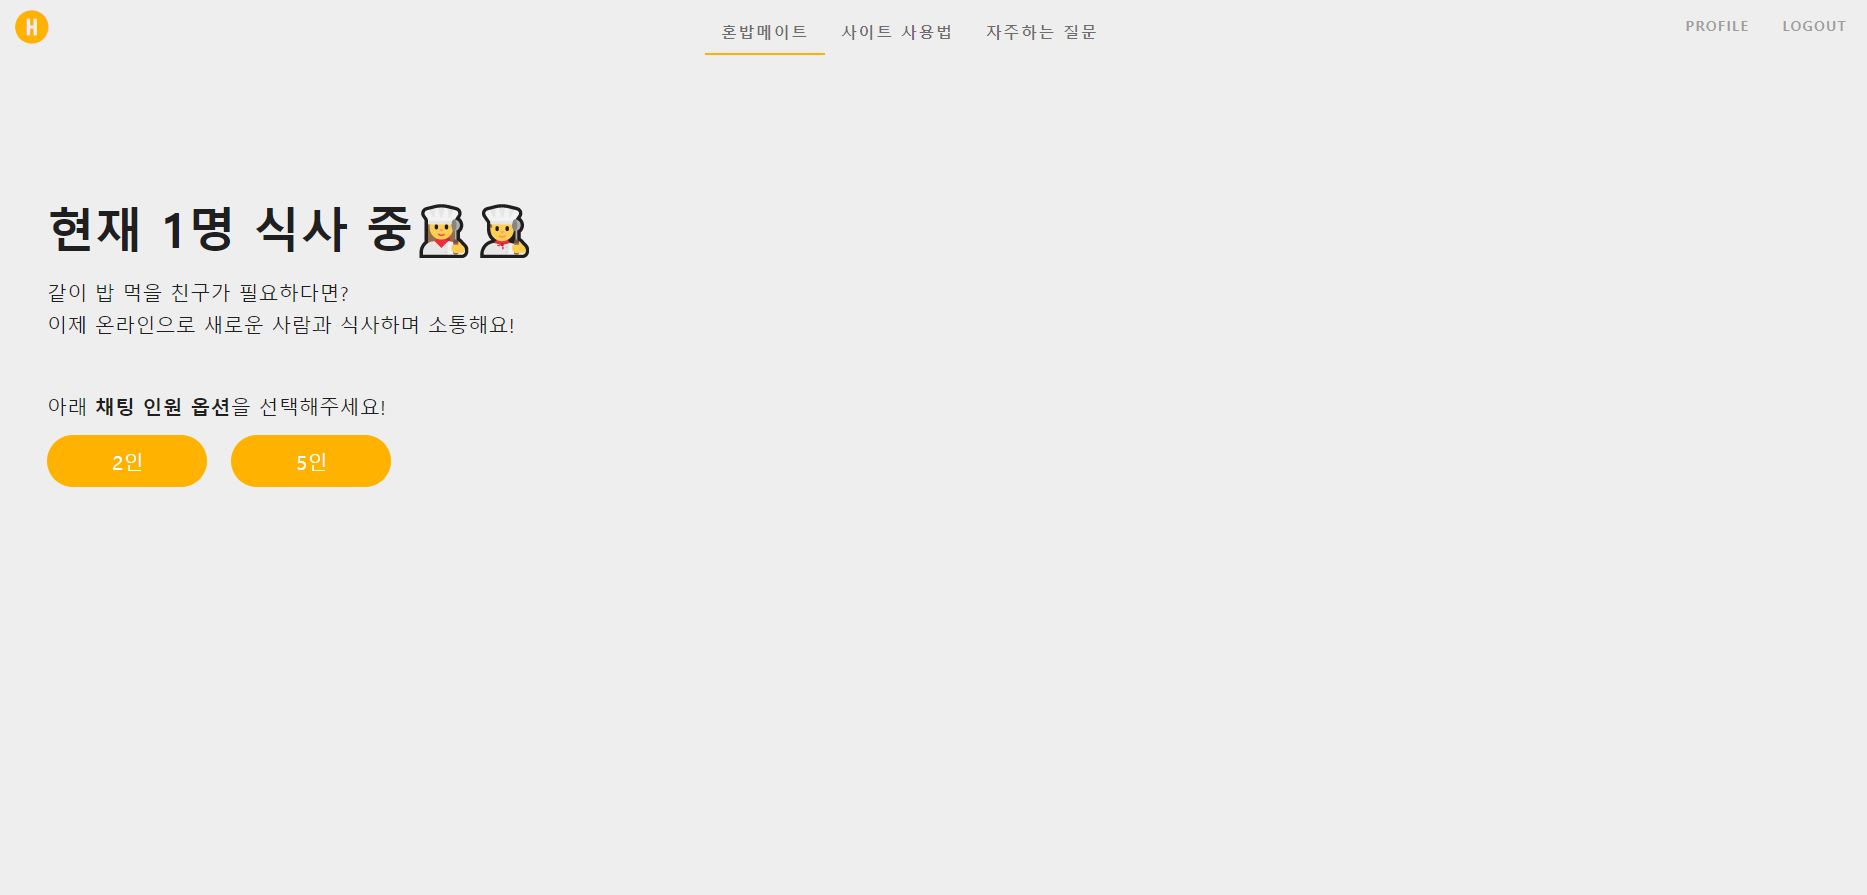 H
혼밥메이트 사이트 사용법 자주하는 질문
PROFILE LOGOUT
현재 1명 식사 중👩‍🍳👨‍🍳
같이 밥 먹을 친구가 필요하다면?
이제 온라인으로 새로운 사람과 식사하며 소통해요!
아래 채팅 인원 옵션을 선택해주세요!
2인 5인